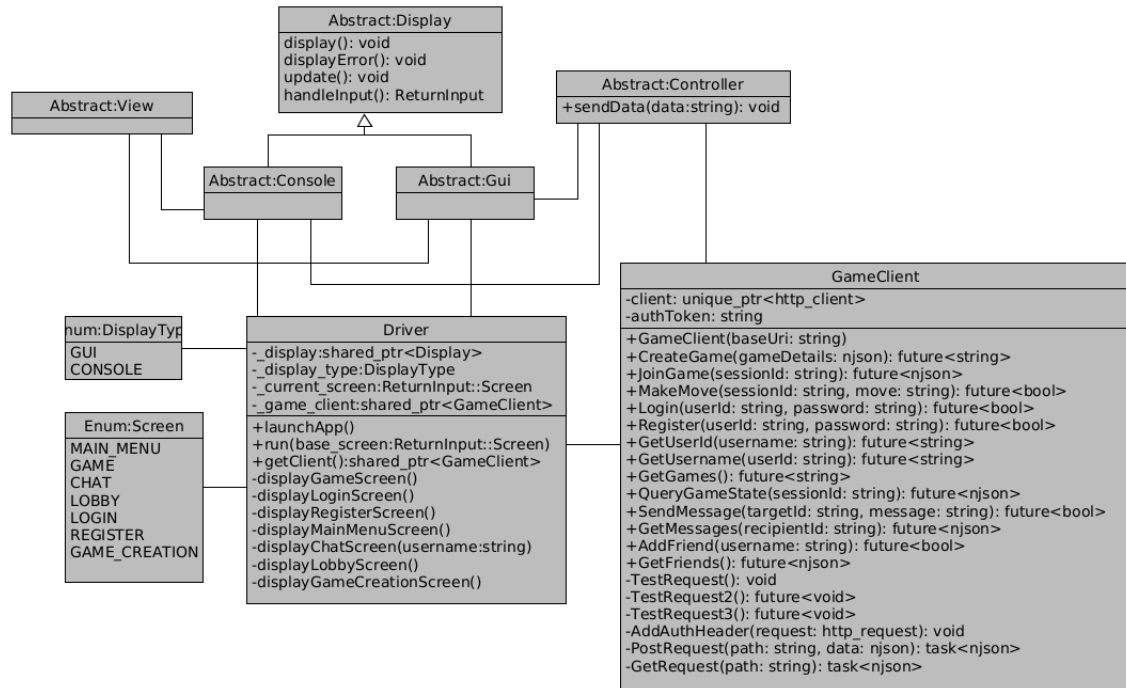 Abstract:Display
display(): void
displayError(): void
update(): void
handleInput(): ReturnInput
Abstract:View
Abstract:Controller
+sendData(data:string): void
Abstract:Console
Abstract:Gui
num:DisplayTyp
GUI
CONSOLE
Enum:Screen
MAIN_MENU
GAME
CHAT
LOBBY
LOGIN
REGISTER
GAME_CREATION
Driver
-_display:shared_ptr<Display>
-_display_type:DisplayType
-_current_screen:ReturnInput::Screen
-_game_client:shared_ptr<GameClient>
+launchApp()
+run(base_screen:ReturnInput::Screen)
+getClient():shared_ptr<GameClient>
-displayGameScreen()
-displayLoginScreen()
-displayRegisterScreen()
-displayMainMenuScreen()
-displayChatScreen(username:string)
-displayLobbyScreen()
-displayGameCreationScreen()
GameClient
-client: unique_ptr<http_client>
-authToken: string
+GameClient(baseUri: string)
+CreateGame(gameDetails: njson): future<string>
+JoinGame(sessionId: string): future<njson>
+MakeMove(sessionId: string, move: string): future<bool>
+Login(userId: string, password: string): future<bool>
+Register(userId: string, password: string): future<bool>
+GetUserId(username: string): future<string>
+GetUsername(userId: string): future<string>
+GetGames(): future<string>
+QueryGameState(sessionId: string): future<njson>
+SendMessage(targetId: string, message: string): future<bool>
+GetMessages(recipientId: string): future<njson>
+AddFriend(username: string): future<bool>
+GetFriends(): future<njson>
-TestRequest(): void
-TestRequest2(): future<void>
-TestRequest3(): future<void>
-AddAuthHeader(request: http_request): void
-PostRequest(path: string, data: njson): task<njson>
-GetRequest(path: string): task<njson>